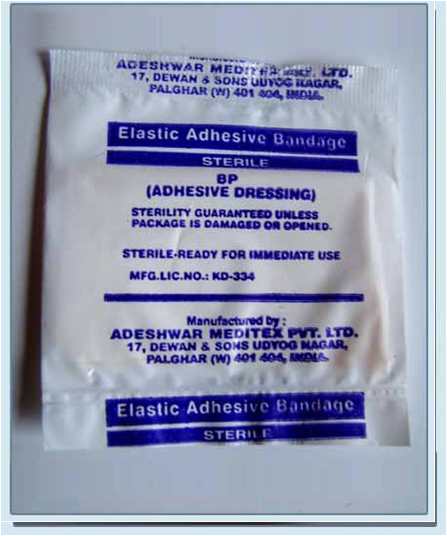 ADESHWAR MEDITEX PVT. LTD.
17, DEWAN & SONS UDYOG NAGAR,
PALGHAR (W) 401 404, INDIA.
Elastic Adhesive Bandage
STERILE
BP
(ADHESIVE DRESSING)
STERILITY GUARANTEED UNLESS
PACKAGE IS DAMAGED OR OPENED.
STERILE-READY FOR IMMEDIATE USE
MFG.LIC.NO.: KD-334
Manufactured by :
ADESHWAR MEDITEX PVT. LTD.
17, DEWAN & SONS UDYOG NAGAR,
PALGHAR (W) 401 404, INDIA.
Elastic Adhesive Bandage
STERILE